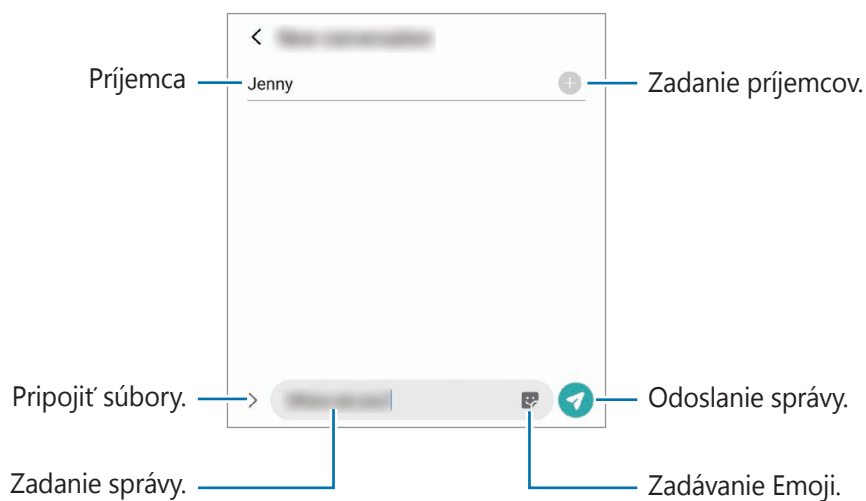 Príjemca
Jenny
Zadanie príjemcov.
Pripojiť súbory.
Odoslanie správy.
Zadanie správy.
Zadávanie Emoji.